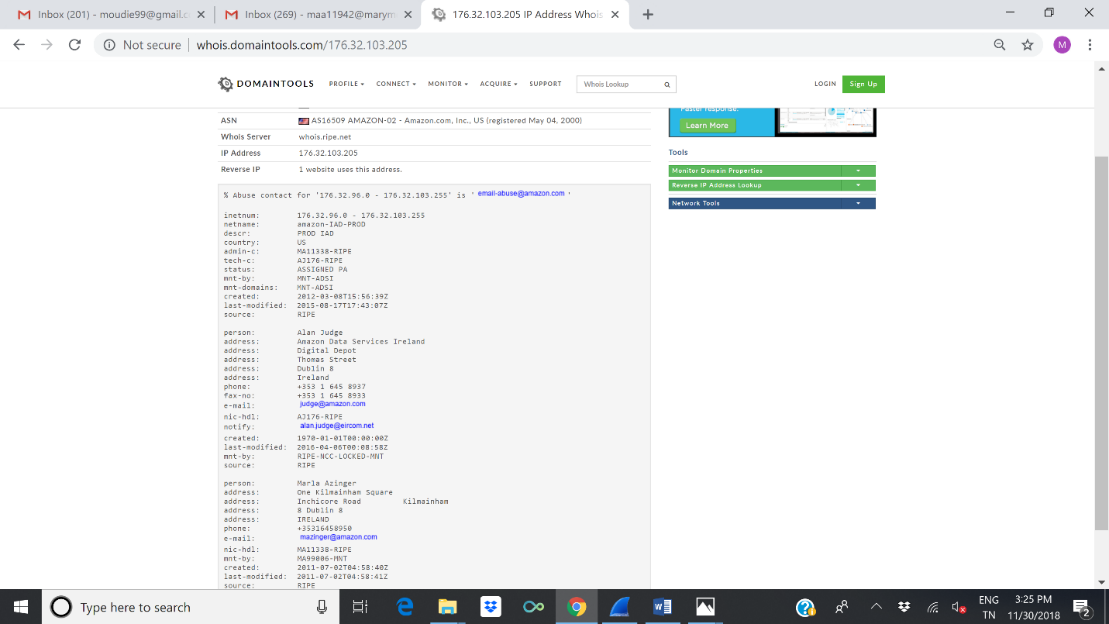 Inbox (201) - moudie99@gmail.c
Inbox (269) - maa11942@marym
176.32.103.205 IP Address Whois
Not secure
whois.domaintools.com/176.32.103.205
M
DOMAINTOOLS
PROFILE
CONNECT
MONITOR
ACQUIRE
SUPPORT
Whois Lookup
LOGIN
Sign Up
Learn More
ASN AS16509 AMAZON-02 - Amazon.com, Inc., US (registered May 04, 2000)
Whois Server whois.ripe.net
IP Address 176.32.103.205
Reverse IP 1 website uses this address.
Tools
Monitor Domain Properties
Reverse IP Address Lookup
Network Tools
% Abuse contact for '176.32.96.0 - 176.32.103.255' is ' email-abuse@amazon.com '
inetnum: 176.32.96.0 - 176.32.103.255
netname: amazon-IAD-PROD
descr: PROD IAD
country: US
admin-c: MA11338-RIPE
tech-c: AJ176-RIPE
status: ASSIGNED PA
mnt-by: MNT-ADSI
mnt-domains: MNT-ADSI
created: 2012-03-08T15:56:39Z
last-modified: 2015-08-17T17:43:07Z
source: RIPE
person: Alan Judge
address: Amazon Data Services Ireland
address: Digital Depot
address: Thomas Street
address: Dublin 8
address: Ireland
phone: +353 1 645 8937
fax-no: +353 1 645 8933
e-mail: judge@amazon.com
nic-hdl: AJ176-RIPE
notify: alan.judge@eircom.net
created: 1970-01-01T00:00:00Z
last-modified: 2016-04-06T00:08:58Z
mnt-by: RIPE-NCC-LOCKED-MNT
source: RIPE
person: Marla Azinger
address: One Kilmainham Square
address: Inchicore Road Kilmainham
address: 8 Dublin 8
address: IRELAND
phone: +35316458950
e-mail: mazinger@amazon.com
nic-hdl: MA11338-RIPE
mnt-by: MA99006-MNT
created: 2011-07-02T04:58:40Z
last-modified: 2011-07-02T04:58:41Z
source: RIPE
Type here to search
ENG
TN
3:25 PM
11/30/2018
2